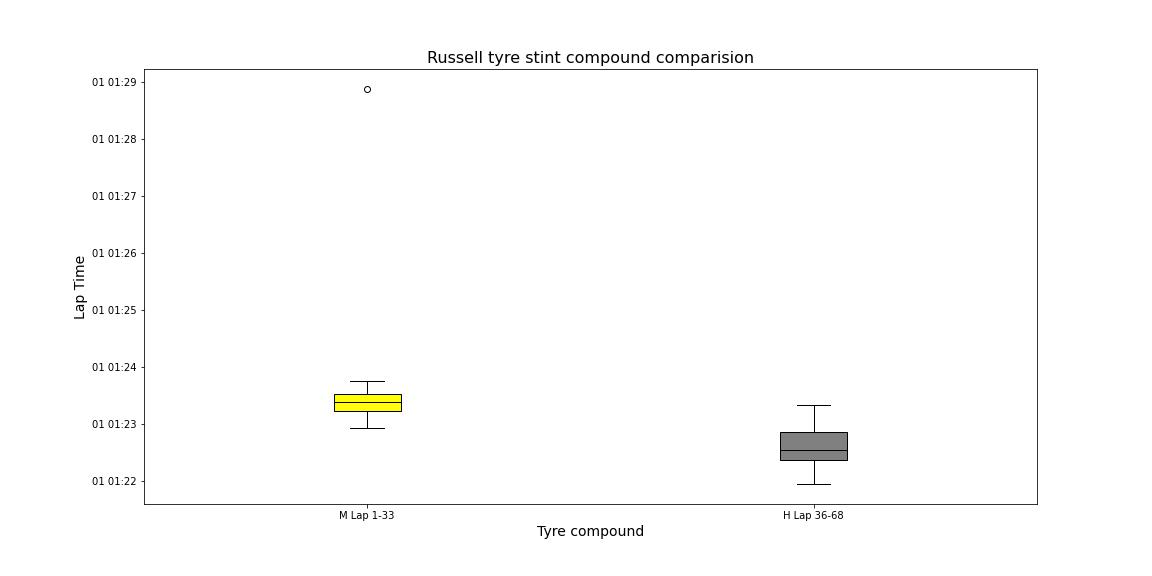 Russell tyre stint compound comparision
01 01:29
01 01:28
01 01:27
01 01:26
01 01:25
01 01:24
01 01:23
01 01:22
Lap Time
M Lap 1-33
H Lap 36-68
Tyre compound